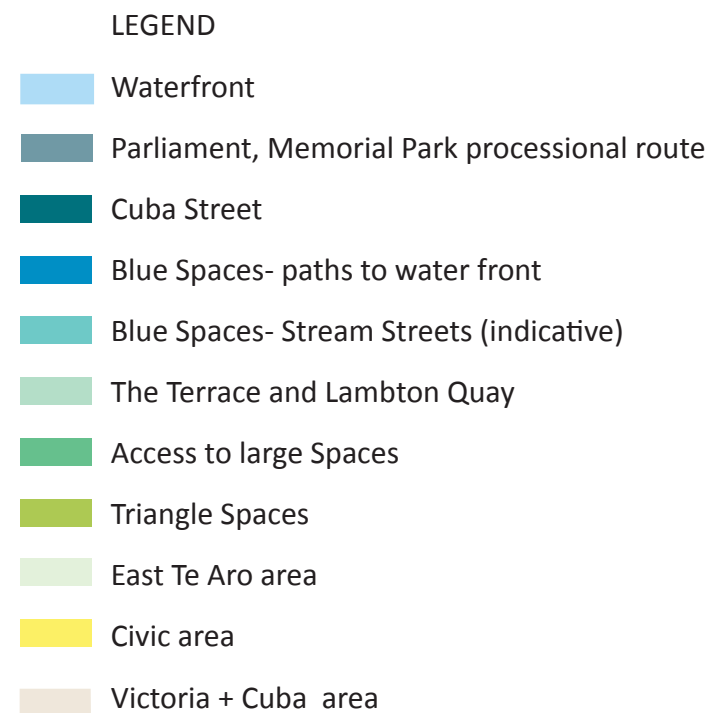 LEGEND
Waterfront
Parliament, Memorial Park processional route
Cuba Street
Blue Spaces- paths to water front
Blue Spaces- Stream Streets (indicative)
The Terrace and Lambton Quay
Access to large Spaces
Triangle Spaces
East Te Aro area
Civic area
Victoria + Cuba  area